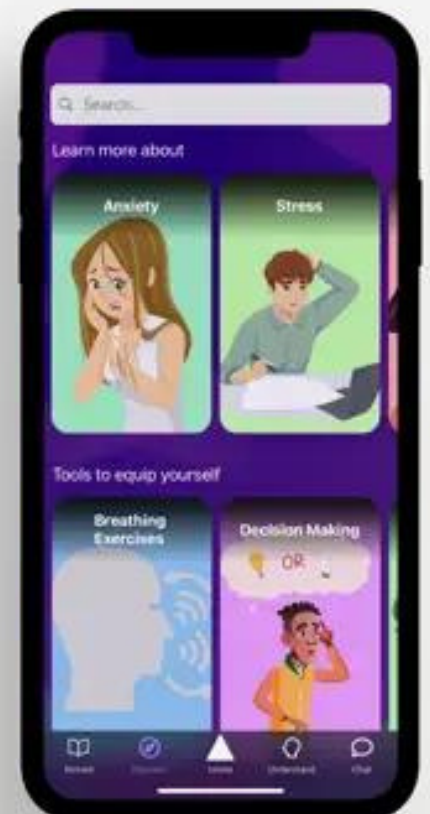 Search...
Learn more about
Anxiety
Stress
Tools to equip yourself
Breathing
Exercises
Decision Making
OR
Understand
Chat